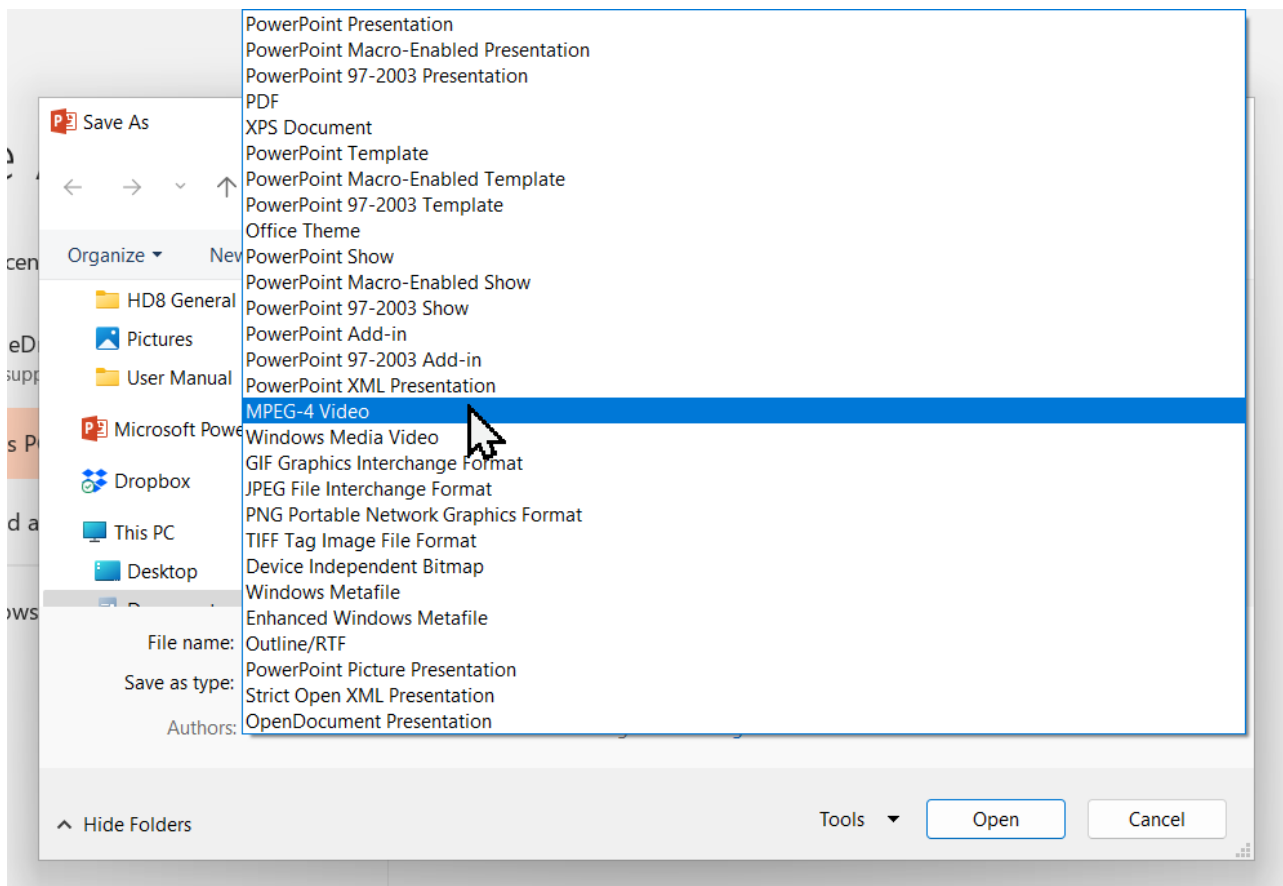 PowerPoint Presentation
PowerPoint Macro-Enabled Presentation
PowerPoint 97-2003 Presentation
PDF
XPS Document
PowerPoint Template
PowerPoint Macro-Enabled Template
PowerPoint 97-2003 Template
Office Theme
PowerPoint Show
PowerPoint Macro-Enabled Show
PowerPoint 97-2003 Show
PowerPoint Add-in
PowerPoint 97-2003 Add-in
PowerPoint XML Presentation
MPEG-4 Video
Windows Media Video
GIF Graphics Interchange Format
JPEG File Interchange Format
PNG Portable Network Graphics Format
TIFF Tag Image File Format
Device Independent Bitmap
Windows Metafile
Enhanced Windows Metafile
Outline/RTF
PowerPoint Picture Presentation
Strict Open XML Presentation
OpenDocument Presentation
Save As
Organize
New
HD8 General
Pictures
User Manual
Microsoft Powe
Dropbox
This PC
Desktop
File name:
Save as type:
Authors:
Hide Folders
Tools
Open
Cancel